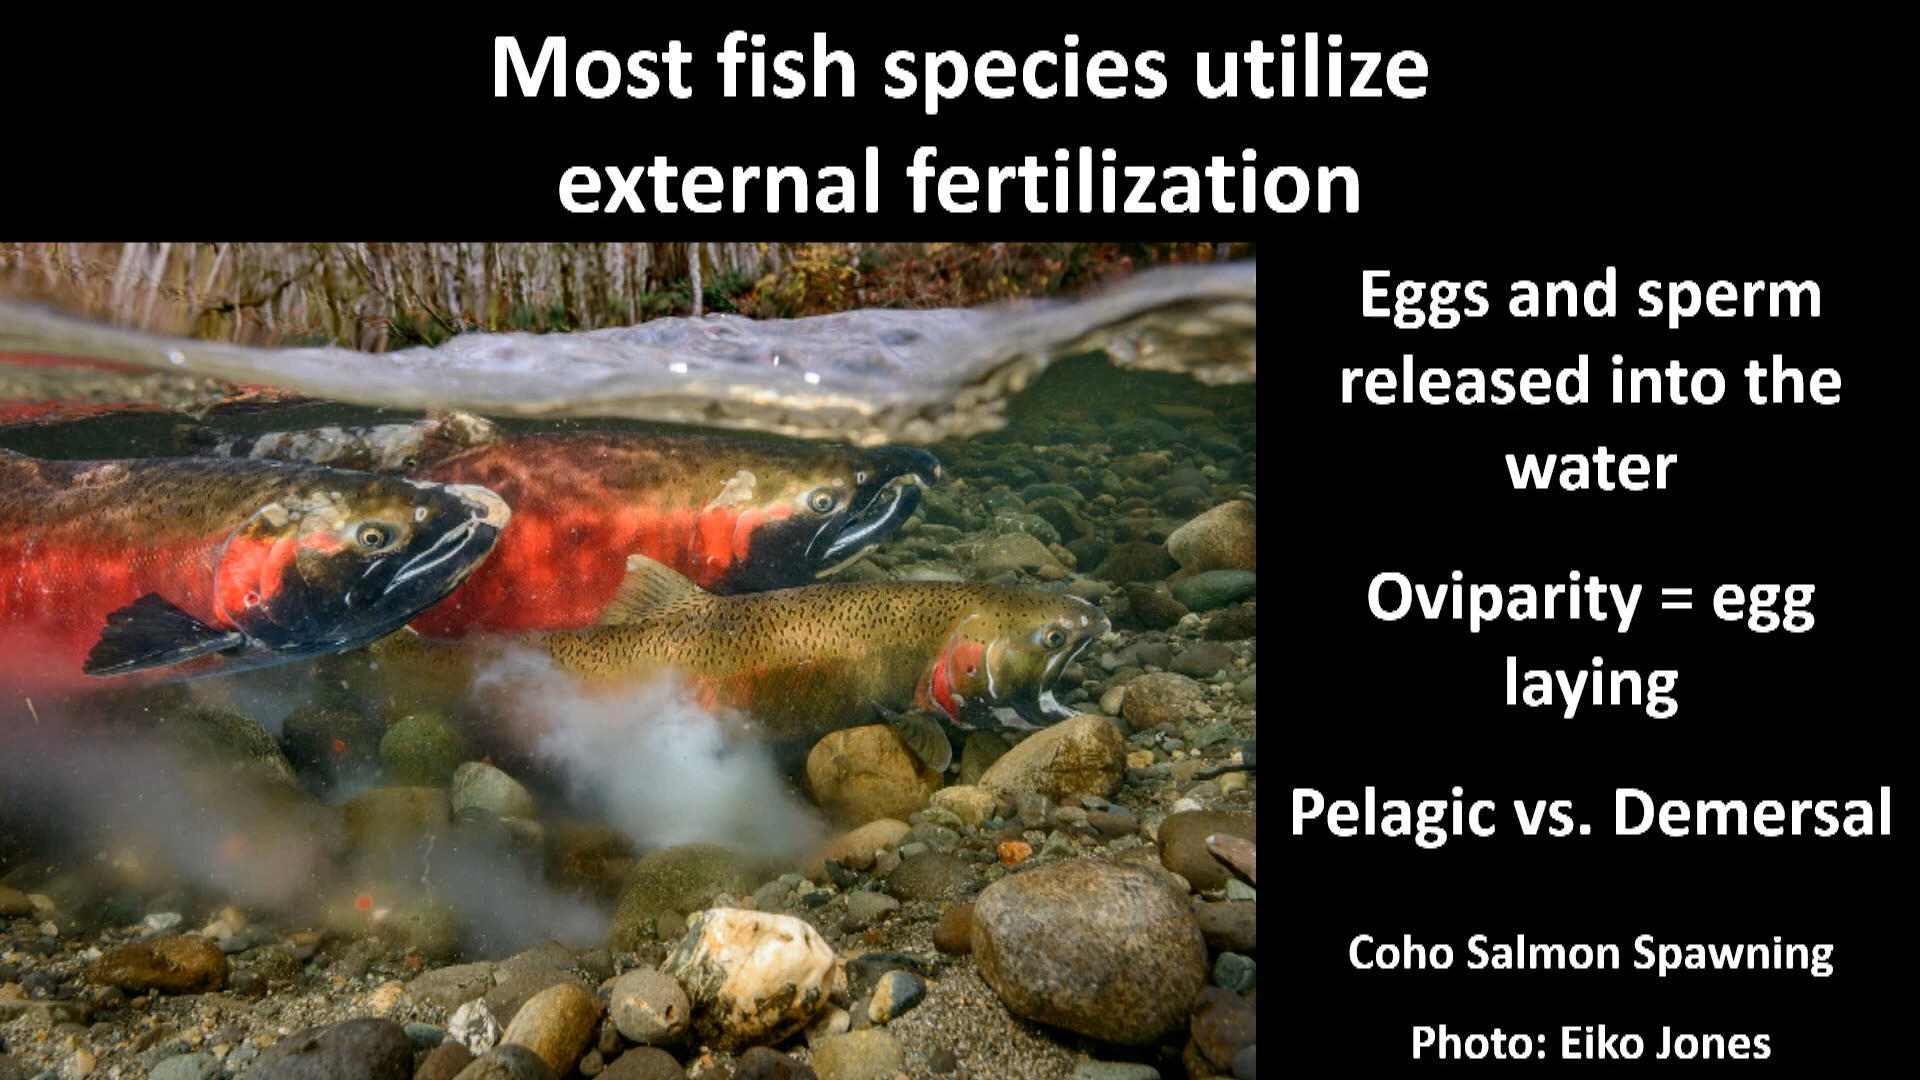 Most fish species utilize
external fertilization
Eggs and sperm
released into the
water
Oviparity = egg
laying
Pelagic vs. Demersal
Coho Salmon Spawning
Photo: Eiko Jones